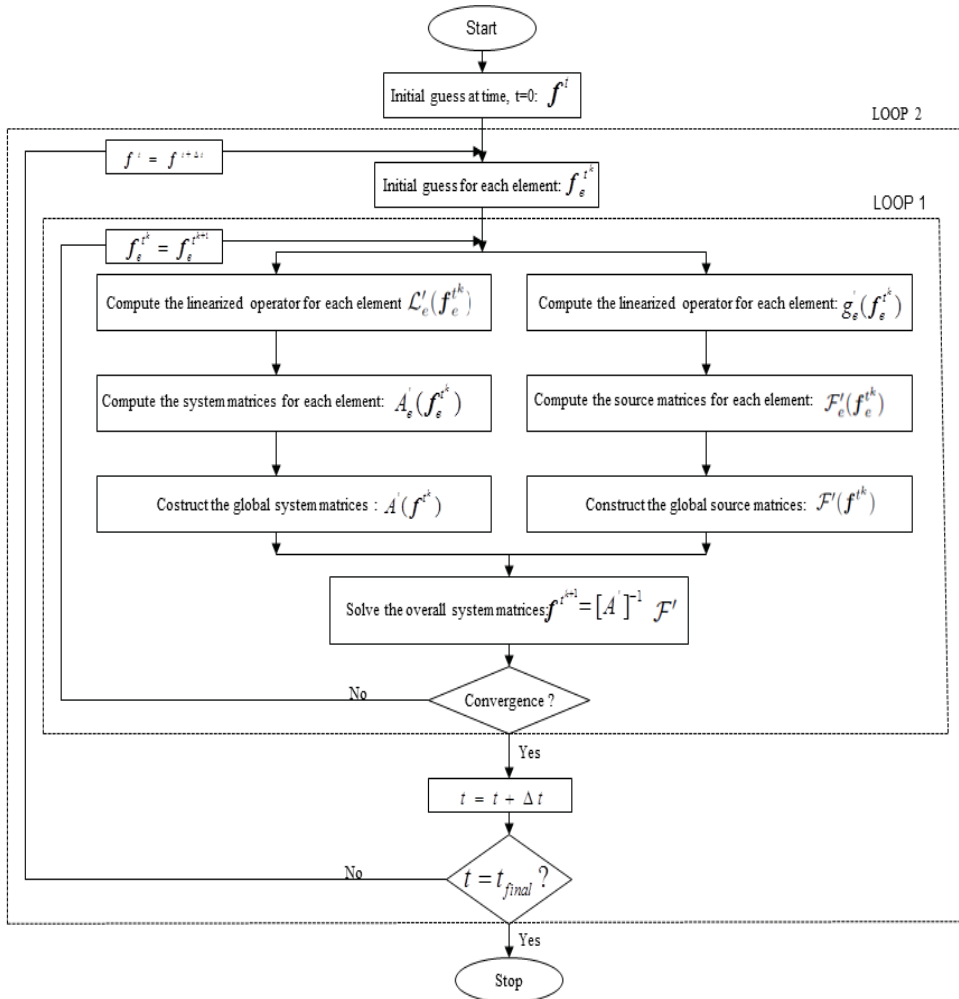 Start
Initial guess at time, t=0: f^t
LOOP 2
f^t = f^{t+Δt}
Initial guess for each element: f_e^{t^k}
LOOP 1
f_e^{t^k} = f_e^{t^{k+1}}
Compute the linearized operator for each element ℒ'_e(f_e^{t^k})
Compute the linearized operator for each element: g'_e(f_e^{t^k})
Compute the system matrices for each element: A'_e(f_e^{t^k})
Compute the source matrices for each element: ℱ'_e(f_e^{t^k})
Costruct the global system matrices : A'(f^{t^k})
Construct the global source matrices: ℱ'(f^{t^k})
Solve the overall system matrices: f^{t^{k+1}} = [A']^{-1} ℱ'
No
Convergence ?
Yes
t = t + Δt
No
t = t_{final} ?
Yes
Stop